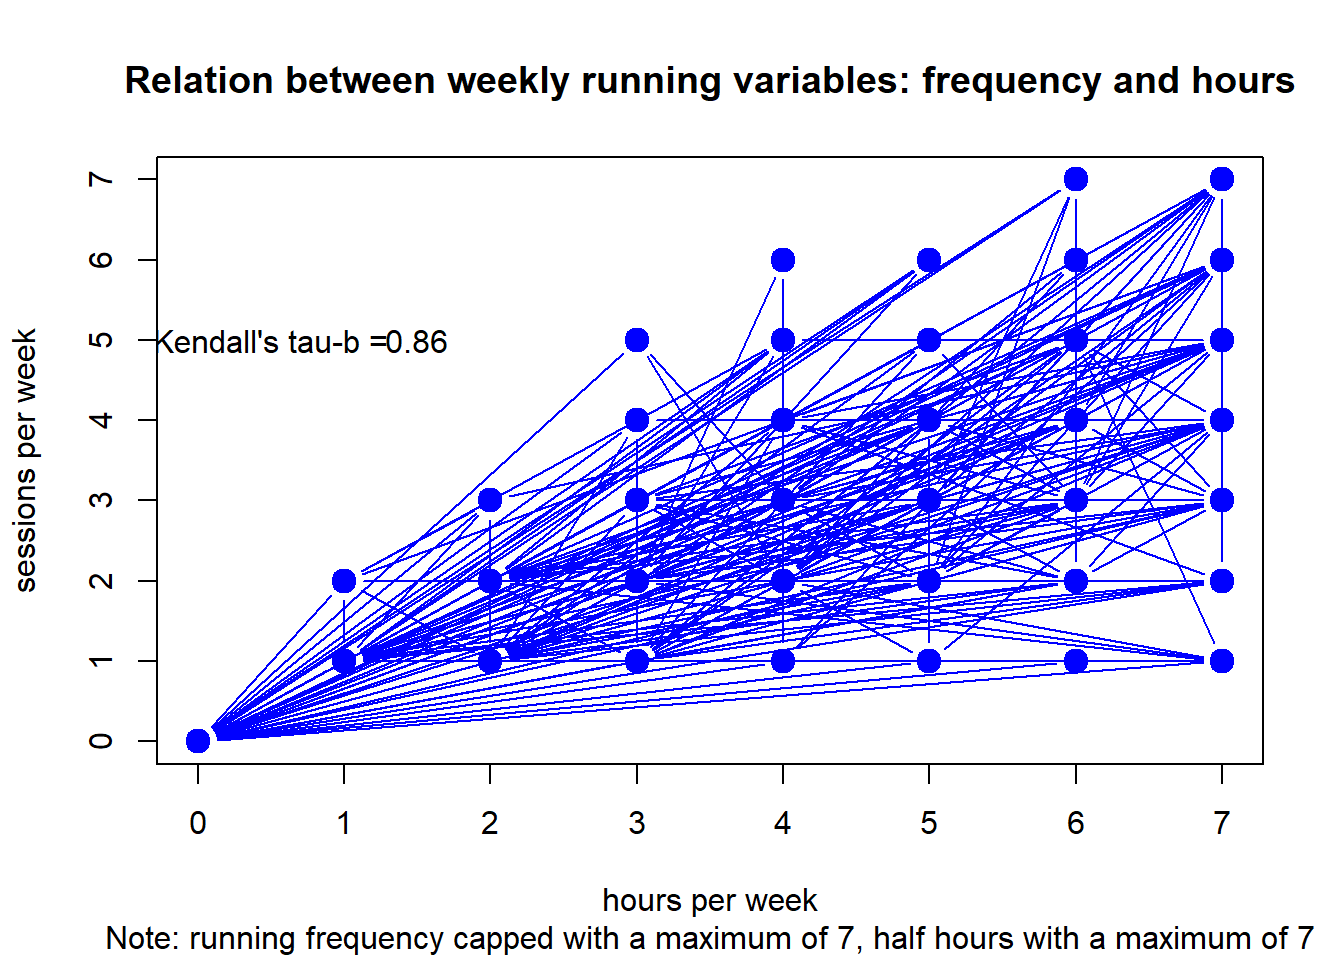 Relation between weekly running variables: frequency and hours
sessions per week
7
6
5
4
3
2
1
0
Kendall's tau-b =0.86
0 1 2 3 4 5 6 7
hours per week
Note: running frequency capped with a maximum of 7, half hours with a maximum of 7